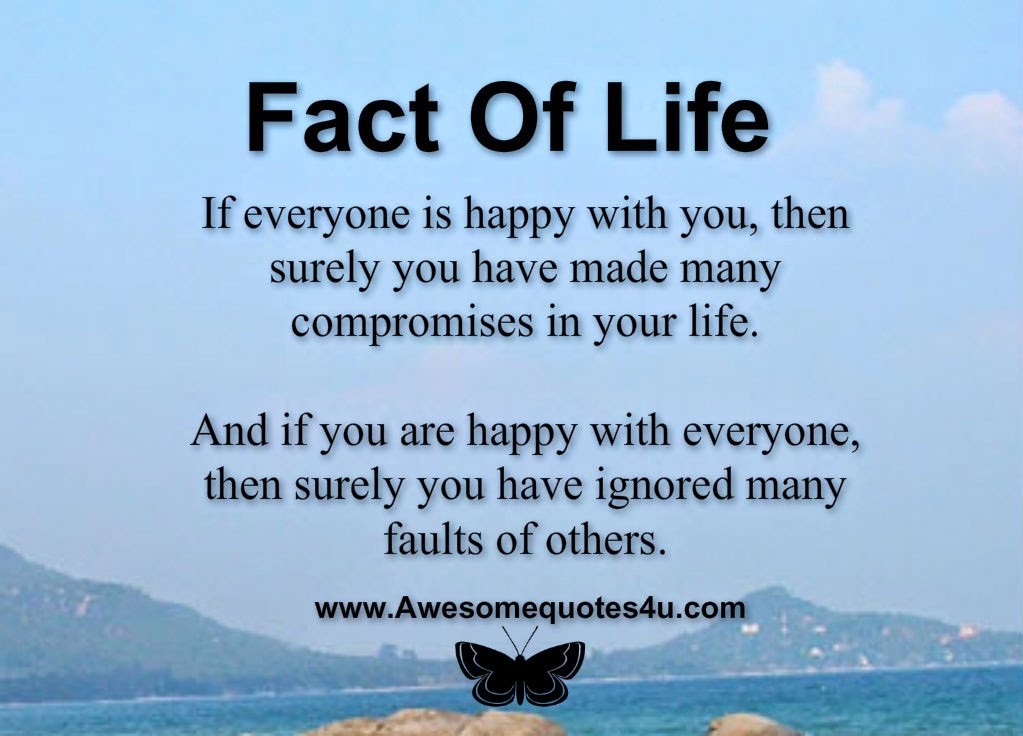 Fact Of Life
If everyone is happy with you, then
surely you have made many
compromises in your life.
And if you are happy with everyone,
then surely you have ignored many
faults of others.
www.Awesomequotes4u.com